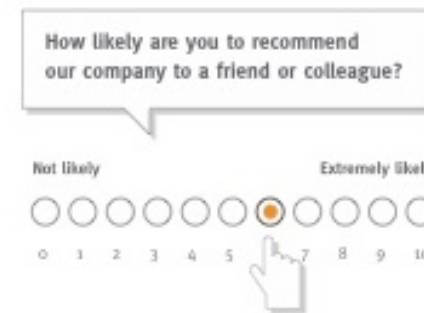 How likely are you to recommend
our company to a friend or colleague?
Not likely Extremely likel
0 1 2 3 4 5 7 8 9 10